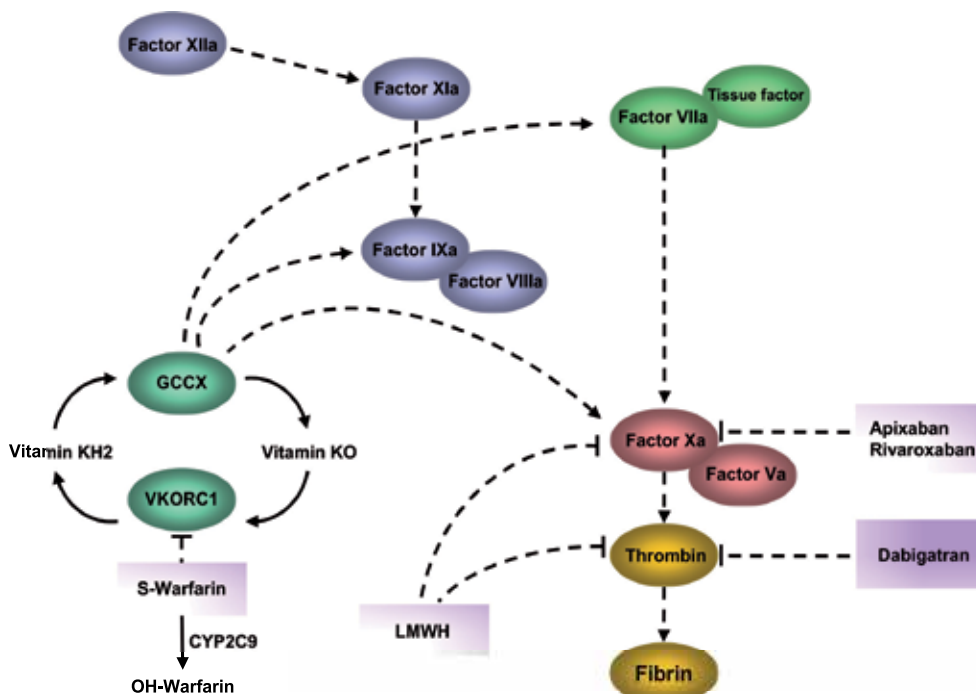 Factor XIIa
Factor XIa
Tissue factor
Factor VIIa
Factor IXa
Factor VIIIa
GCCX
Vitamin KH2
Vitamin KO
VKORC1
S-Warfarin
CYP2C9
OH-Warfarin
LMWH
Factor Xa
Factor Va
Apixaban
Rivaroxaban
Thrombin
Dabigatran
Fibrin